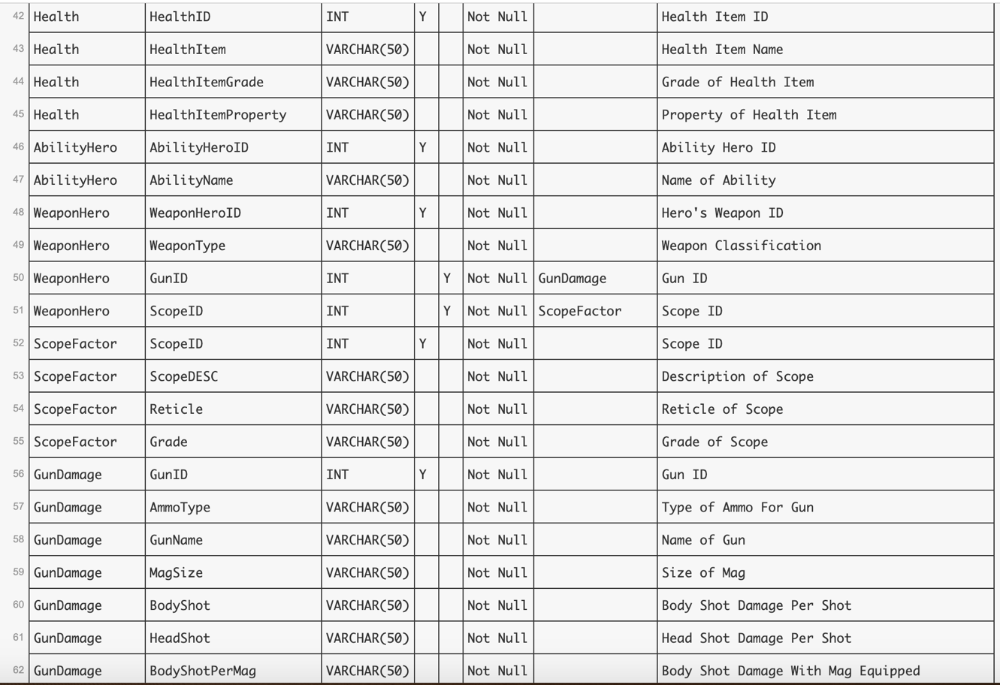 42 Health HealthID INT Y Not Null Health Item ID
43 Health HealthItem VARCHAR(50) Not Null Health Item Name
44 Health HealthItemGrade VARCHAR(50) Not Null Grade of Health Item
45 Health HealthItemProperty VARCHAR(50) Not Null Property of Health Item
46 AbilityHero AbilityHeroID INT Y Not Null Ability Hero ID
47 AbilityHero AbilityName VARCHAR(50) Not Null Name of Ability
48 WeaponHero WeaponHeroID INT Y Not Null Hero's Weapon ID
49 WeaponHero WeaponType VARCHAR(50) Not Null Weapon Classification
50 WeaponHero GunID INT Y Not Null GunDamage Gun ID
51 WeaponHero ScopeID INT Y Not Null ScopeFactor Scope ID
52 ScopeFactor ScopeID INT Y Not Null Scope ID
53 ScopeFactor ScopeDESC VARCHAR(50) Not Null Description of Scope
54 ScopeFactor Reticle VARCHAR(50) Not Null Reticle of Scope
55 ScopeFactor Grade VARCHAR(50) Not Null Grade of Scope
56 GunDamage GunID INT Y Not Null Gun ID
57 GunDamage AmmoType VARCHAR(50) Not Null Type of Ammo For Gun
58 GunDamage GunName VARCHAR(50) Not Null Name of Gun
59 GunDamage MagSize VARCHAR(50) Not Null Size of Mag
60 GunDamage BodyShot VARCHAR(50) Not Null Body Shot Damage Per Shot
61 GunDamage HeadShot VARCHAR(50) Not Null Head Shot Damage Per Shot
62 GunDamage BodyShotPerMag VARCHAR(50) Not Null Body Shot Damage With Mag Equipped